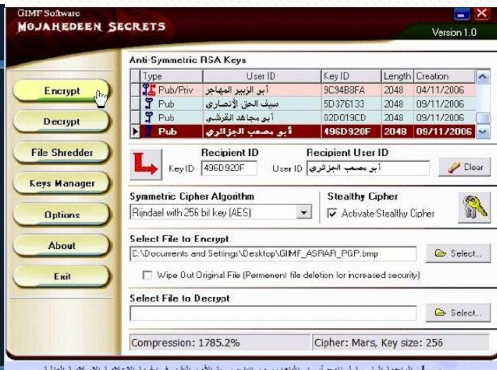 GIMF Software
MOJAHEDEEN SECRETS
Version 1.0
Anti-Symmetric RSA Keys
Type User ID Key ID Length Creation
Pub/Priv أبو الزبير المهاجر 9C94B8FA 2048 04/11/2006
Pub سيف الحق الأنصاري 5D376133 2048 09/11/2006
Pub أبو مجاهد القرشي 02D019CD 2048 09/11/2006
Pub أبو مصعب الجزائري 496D920F 2048 09/11/2006
Encrypt
Decrypt
File Shredder
Keys Manager
Options
About
Exit
Recipient ID Recipient User ID
Key ID 496D920F User ID أبو مصعب الجزائري Clear
Symmetric Cipher Algorithm Stealthy Cipher
Rijndael with 256 bit key (AES) Activate Stealthy Cipher
Select File to Encrypt
C:\Documents and Settings\Desktop\GIMF_ASRAR_PGP.bmp Select...
Wipe Out Original File (Permenent file deletion for increased security)
Select File to Decrypt
Select...
Compression: 1785.2% Cipher: Mars, Key size: 256